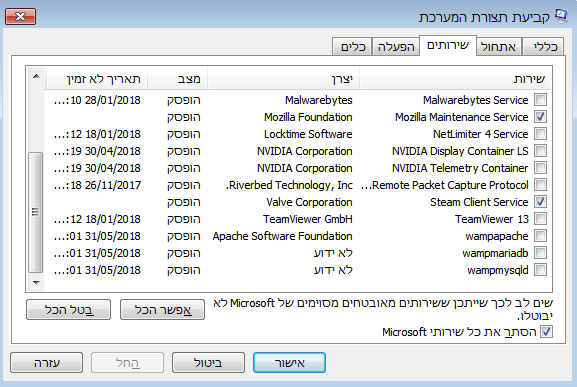 קביעת תצורת המערכת
כללי אתחול שירותים הפעלה כלים
שירות יצרן מצב תאריך לא זמין
Malwarebytes Service Malwarebytes הופסק 28/01/2018 10:...
Mozilla Maintenance Service Mozilla Foundation הופסק
NetLimiter 4 Service Locktime Software הופסק 18/01/2018 12:...
NVIDIA Display Container LS NVIDIA Corporation הופסק 30/04/2018 19:...
NVIDIA Telemetry Container NVIDIA Corporation הופסק 30/04/2018 19:...
Remote Packet Capture Protocol... Riverbed Technology, Inc. הופסק 26/11/2017 18:...
Steam Client Service Valve Corporation הופסק
TeamViewer 13 TeamViewer GmbH הופסק 18/01/2018 12:...
wampapache Apache Software Foundation הופסק 31/05/2018 01:...
wampmariadb לא ידוע הופסק 31/05/2018 01:...
wampmysqld לא ידוע הופסק 31/05/2018 01:...
שים לב לכך שייתכן ששירותים מאובטחים מסוימים של Microsoft לא
יבוטלו.
אפשר הכל בטל הכל
הסתר את כל שירותי Microsoft
אישור ביטול החל עזרה